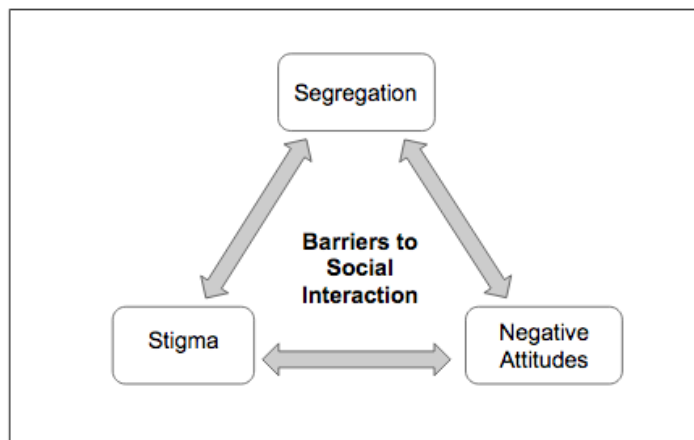 Segregation
Barriers to
Social
Interaction
Stigma
Negative
Attitudes